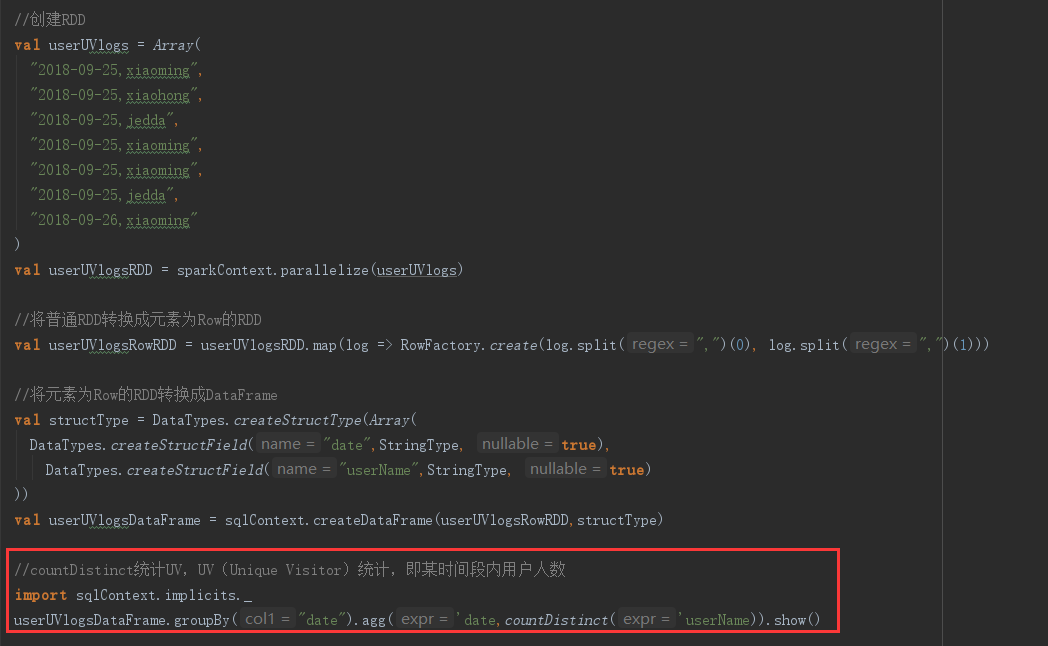 //创建RDD
val userUVlogs = Array(
"2018-09-25,xiaoming",
"2018-09-25,xiaohong",
"2018-09-25,jedda",
"2018-09-25,xiaoming",
"2018-09-25,xiaoming",
"2018-09-25,jedda",
"2018-09-26,xiaoming"
)
val userUVlogsRDD = sparkContext.parallelize(userUVlogs)
//将普通RDD转换成元素为Row的RDD
val userUVlogsRowRDD = userUVlogsRDD.map(log => RowFactory.create(log.split( regex = ",")(0), log.split( regex = ",")(1)))
//将元素为Row的RDD转换成DataFrame
val structType = DataTypes.createStructType(Array(
DataTypes.createStructField( name = "date",StringType, nullable = true),
DataTypes.createStructField( name = "userName",StringType, nullable = true)
))
val userUVlogsDataFrame = sqlContext.createDataFrame(userUVlogsRowRDD,structType)
//countDistinct统计UV，UV（Unique Visitor）统计，即某时间段内用户人数
import sqlContext.implicits._
userUVlogsDataFrame.groupBy( col1 = "date").agg( expr = 'date,countDistinct( expr = 'userName)).show()